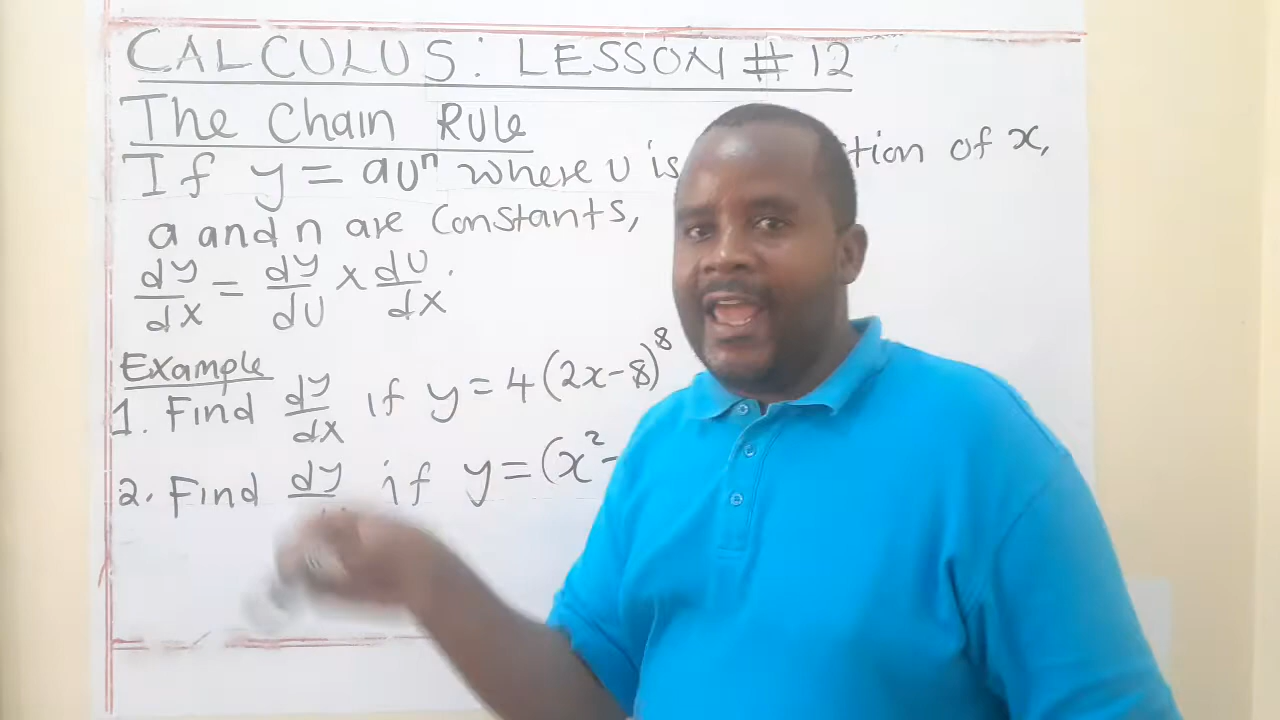 CALCULUS: LESSON # 12
The Chain Rule
If y = au^n where u is tion of x,
a and n are constants,
dy/dx = dy/du × du/dx.
Example
1. Find dy/dx if y = 4(2x-8)^8
2. Find dy if y = (x^2-